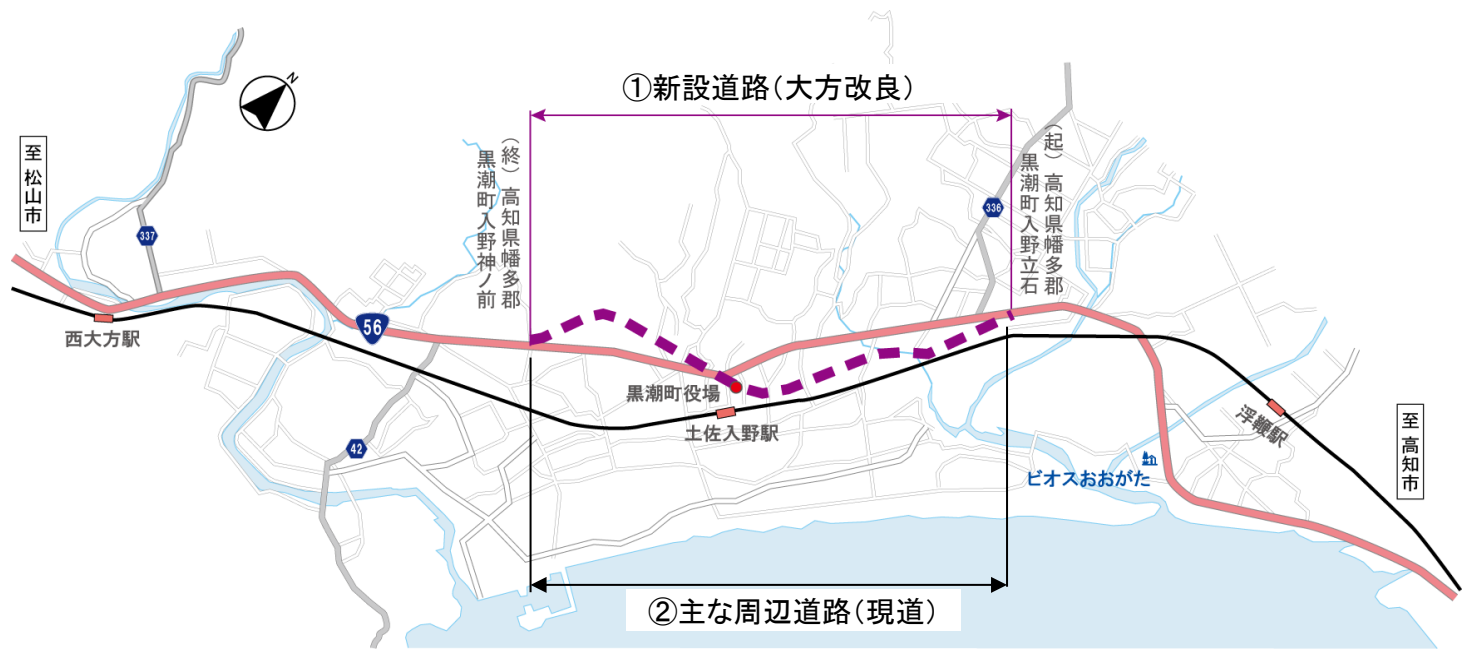 ①新設道路(大方改良)
N
至 松山市
(終)高知県幡多郡
黒潮町入野神ノ前
(起)高知県幡多郡
黒潮町入野立石
337
336
56
西大方駅
黒潮町役場
土佐入野駅
42
浮鞭駅
至 高知市
ビオスおおがた
②主な周辺道路(現道)